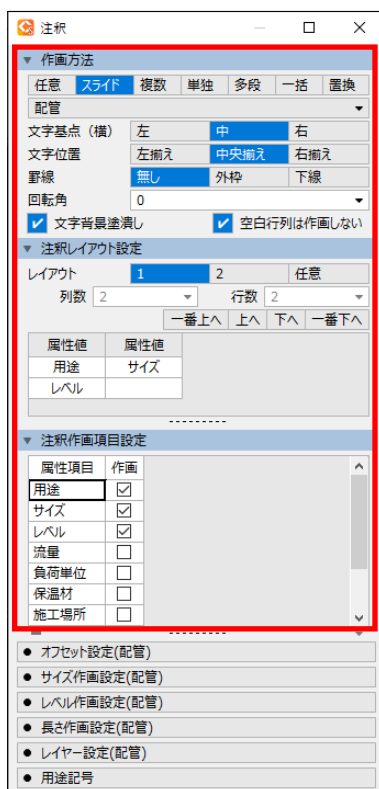 注釈
作画方法
任意 スライド 複数 単独 多段 一括 置換
配管
文字基点（横） 左 中 右
文字位置 左揃え 中央揃え 右揃え
罫線 無し 外枠 下線
回転角 0
文字背景塗潰し 空白行列は作画しない
注釈レイアウト設定
レイアウト 1 2 任意
列数 2 行数 2
一番上へ 上へ 下へ 一番下へ
属性値 属性値
用途 サイズ
レベル
注釈作画項目設定
属性項目 作画
用途
サイズ
レベル
流量
負荷単位
保温材
施工場所
オフセット設定(配管)
サイズ作画設定(配管)
レベル作画設定(配管)
長さ作画設定(配管)
レイヤー設定(配管)
用途記号